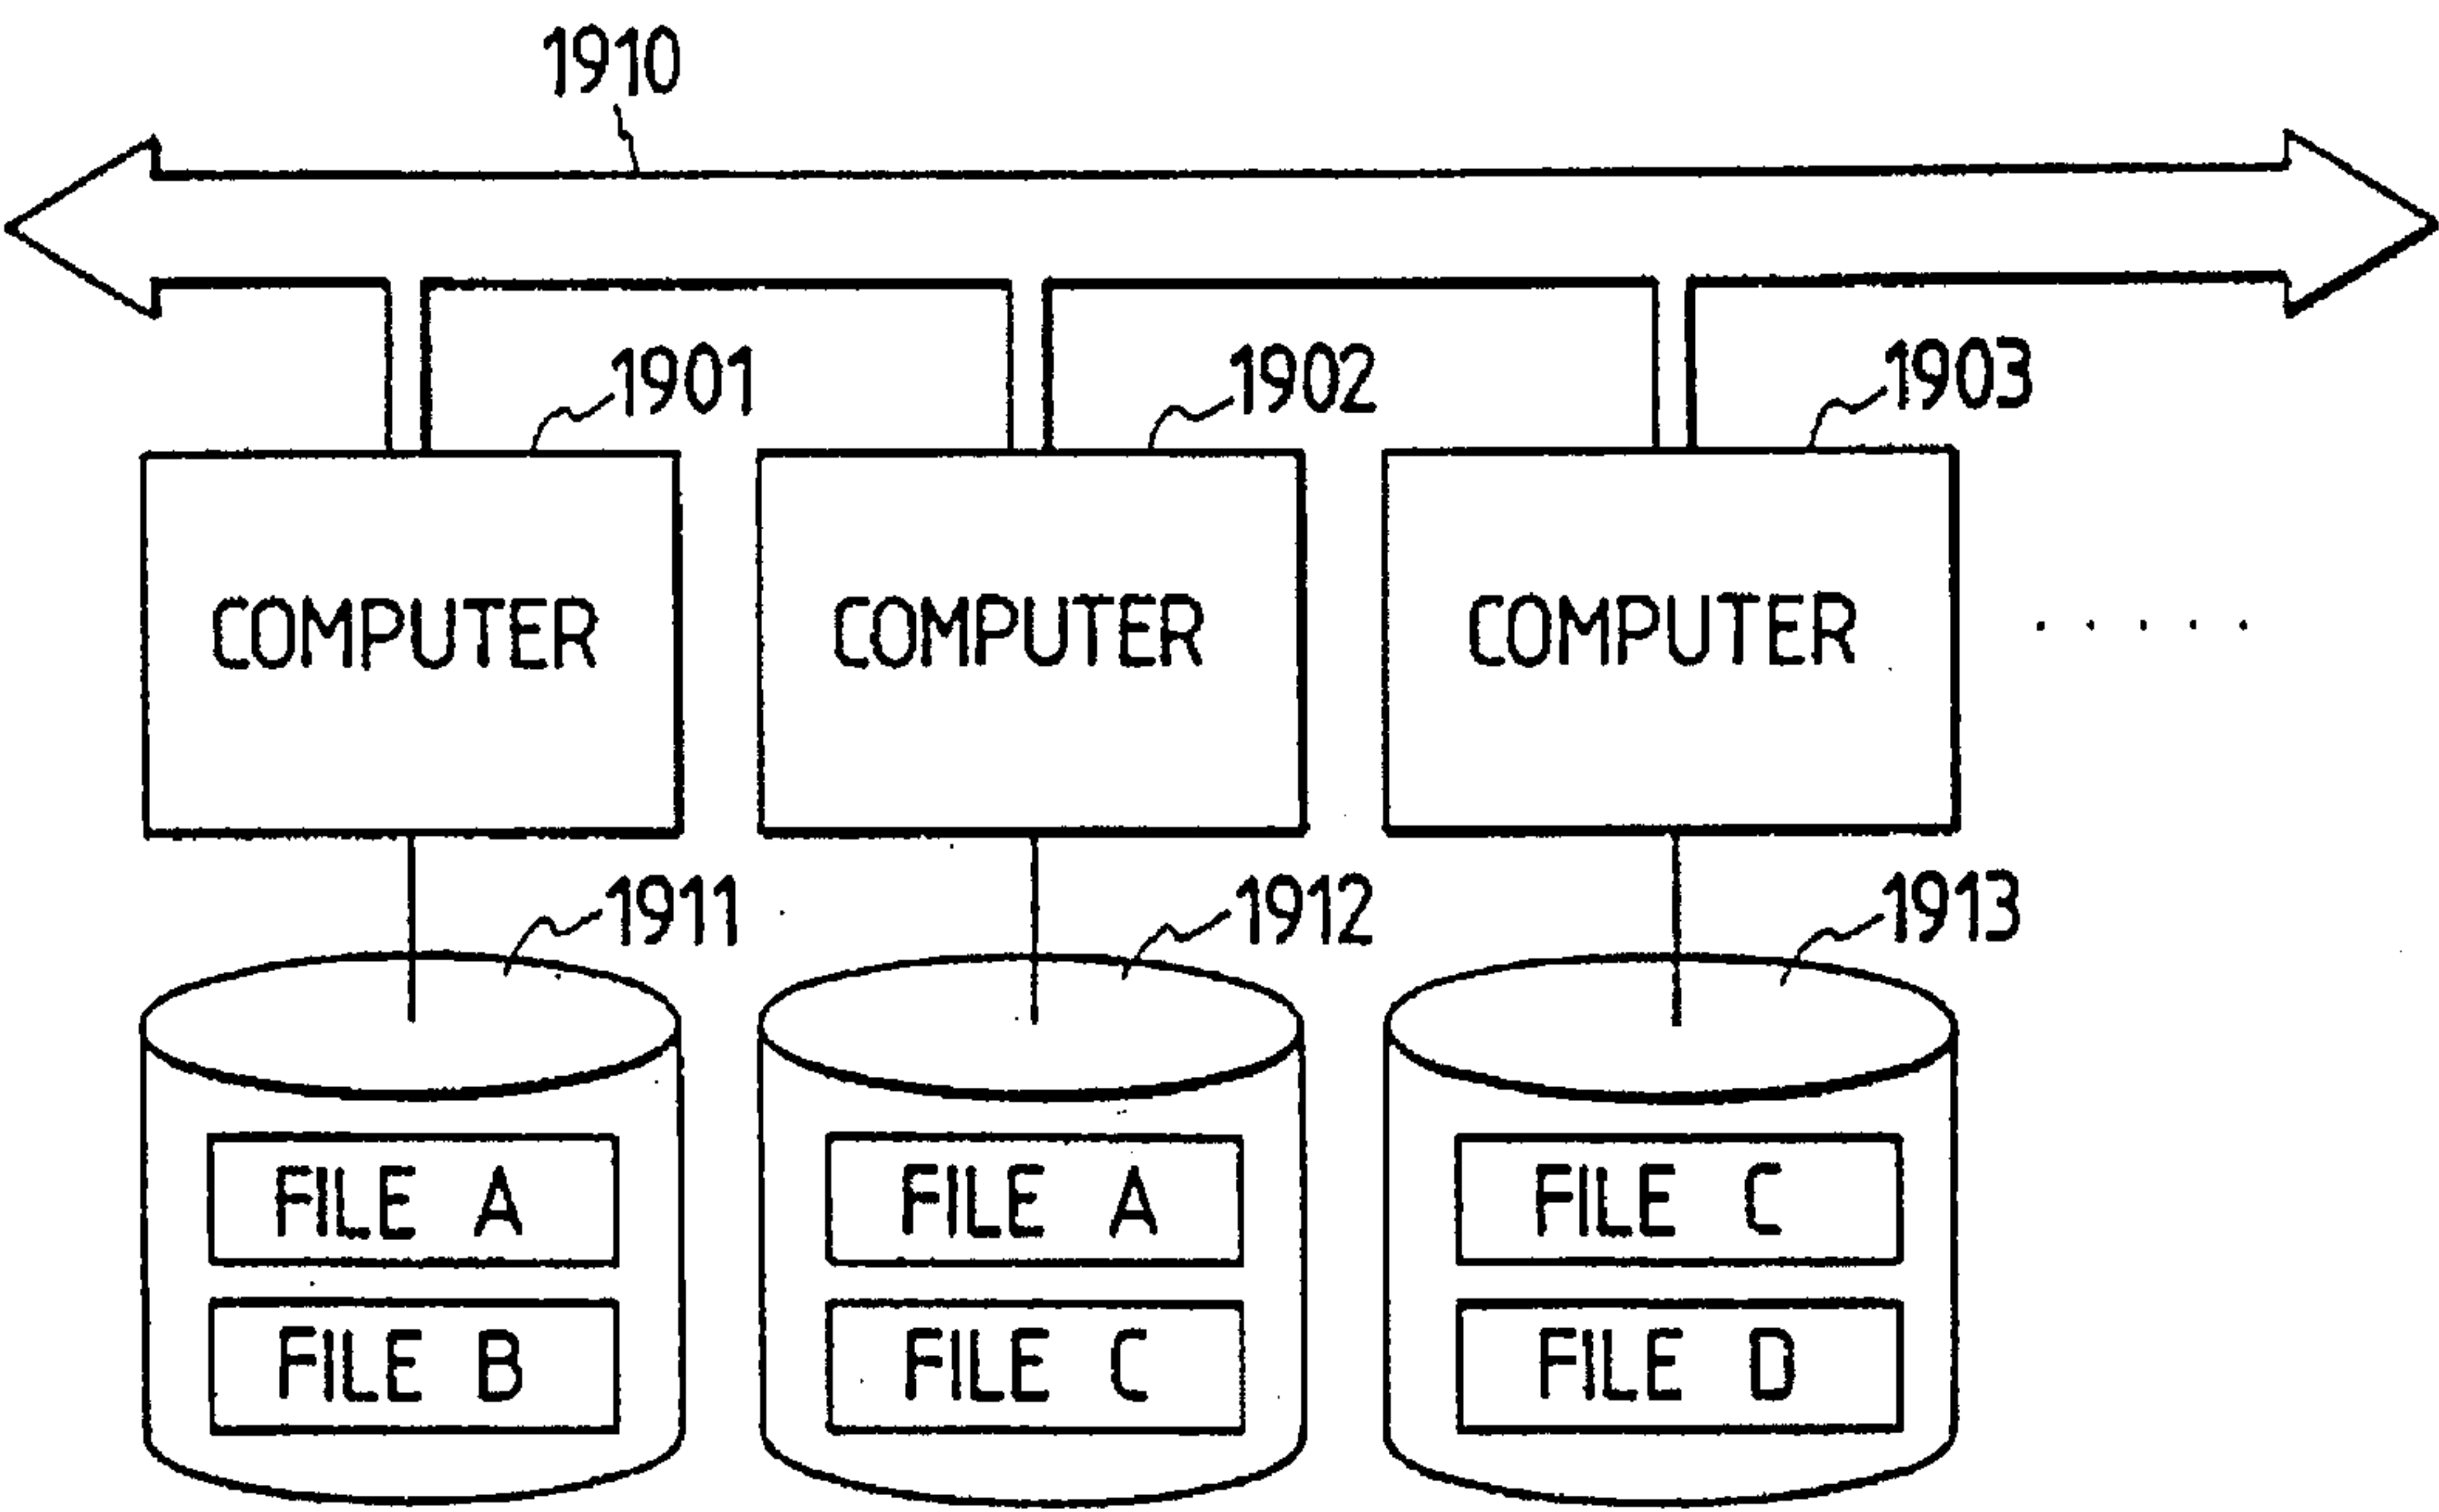 1910
1901 1902 1903
COMPUTER COMPUTER COMPUTER .....
1911 1912 1913
FILE A FILE A FILE C
FILE B FILE C FILE D